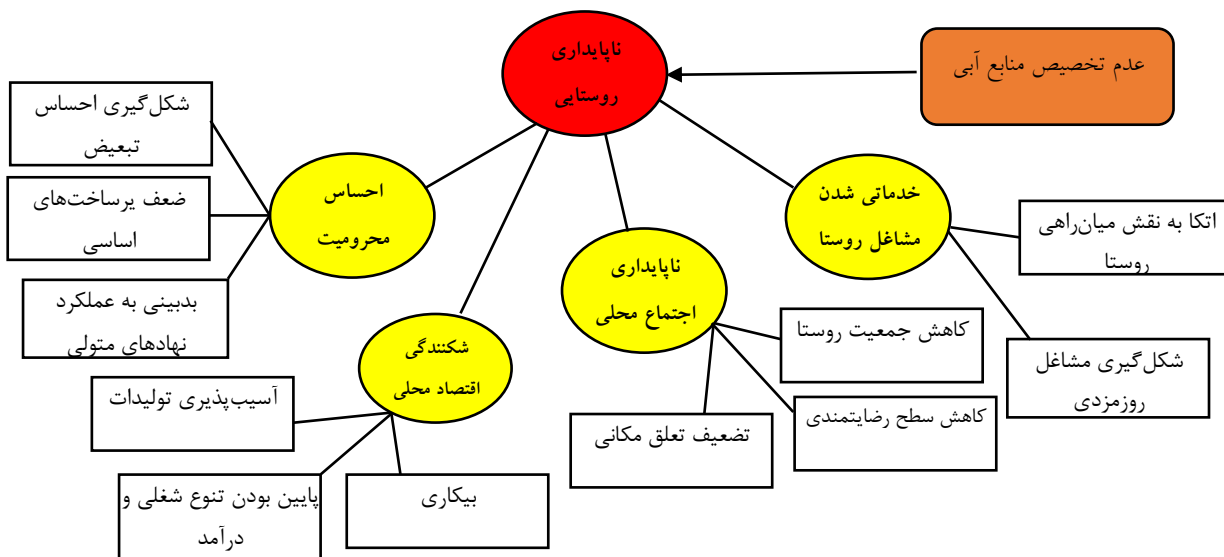 ناپایداری
روستایی
عدم تخصیص منابع آبی
شکل‌گیری احساس
تبعیض
ضعف یرساخت‌های
اساسی
بدبینی به عملکرد
نهادهای متولی
احساس
محرومیت
خدماتی شدن
مشاغل روستا
اتکا به نقش میان‌راهی
روستا
شکل‌گیری مشاغل
روزمزدی
ناپایداری
اجتماع محلی
کاهش جمعیت روستا
کاهش سطح رضایتمندی
تضعیف تعلق مکانی
شکنندگی
اقتصاد محلی
آسیب‌پذیری تولیدات
پایین بودن تنوع شغلی و
درآمد
بیکاری